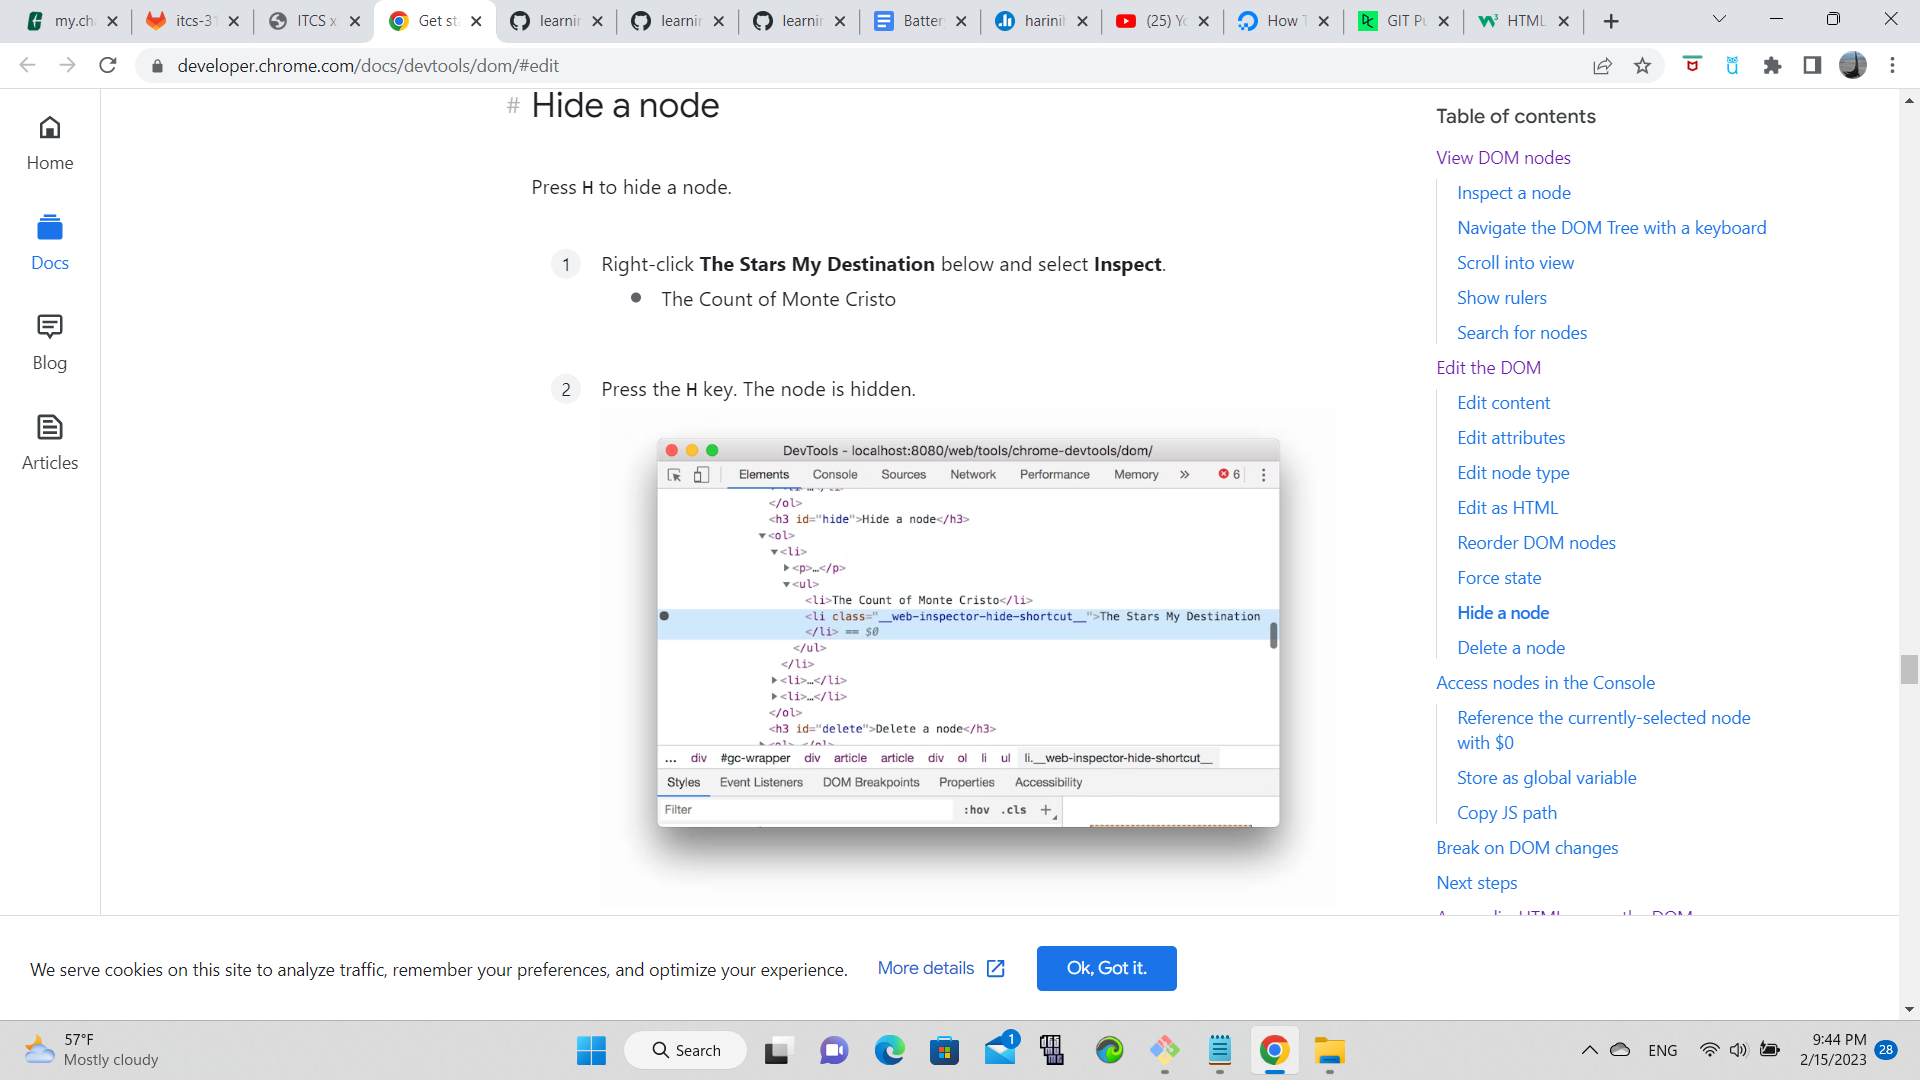 my.ch
itcs-31
ITCS x
Get sta
learnin
learnin
learnin
Batter
harinih
(25) Yo
How T
GIT Pu
HTML
developer.chrome.com/docs/devtools/dom/#edit
Home
Docs
Blog
Articles
# Hide a node
Press H to hide a node.
1 Right-click The Stars My Destination below and select Inspect.
The Count of Monte Cristo
2 Press the H key. The node is hidden.
DevTools - localhost:8080/web/tools/chrome-devtools/dom/
Elements Console Sources Network Performance Memory » 6
</ol>
<h3 id="hide">Hide a node</h3>
▼<ol>
▼<li>
▶<p>…</p>
▼<ul>
<li>The Count of Monte Cristo</li>
<li class="__web-inspector-hide-shortcut__">The Stars My Destination
</li> == $0
</ul>
</li>
▶<li>…</li>
▶<li>…</li>
</ol>
<h3 id="delete">Delete a node</h3>
... div #gc-wrapper div article article div ol li ul li.__web-inspector-hide-shortcut__
Styles Event Listeners DOM Breakpoints Properties Accessibility
Filter :hov .cls +
Table of contents
View DOM nodes
Inspect a node
Navigate the DOM Tree with a keyboard
Scroll into view
Show rulers
Search for nodes
Edit the DOM
Edit content
Edit attributes
Edit node type
Edit as HTML
Reorder DOM nodes
Force state
Hide a node
Delete a node
Access nodes in the Console
Reference the currently-selected node
with $0
Store as global variable
Copy JS path
Break on DOM changes
Next steps
We serve cookies on this site to analyze traffic, remember your preferences, and optimize your experience.
More details
Ok, Got it.
57°F
Mostly cloudy
Search
1
ENG
9:44 PM
2/15/2023
28